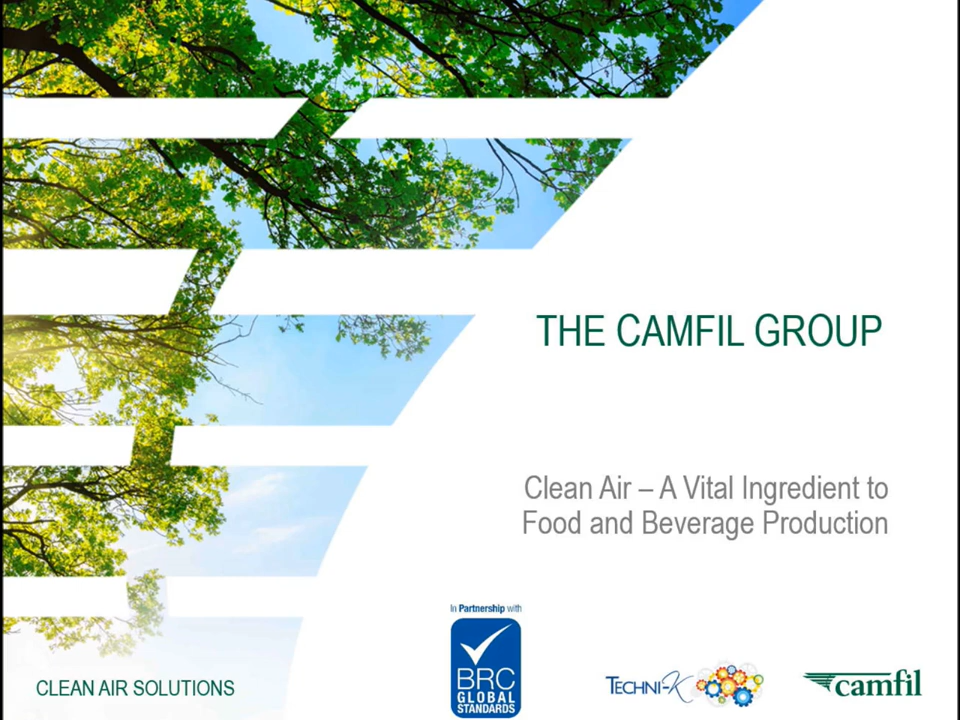 THE CAMFIL GROUP
Clean Air – A Vital Ingredient to
Food and Beverage Production
In Partnership with
BRC
GLOBAL
STANDARDS
CLEAN AIR SOLUTIONS
TECHNI-K
camfil